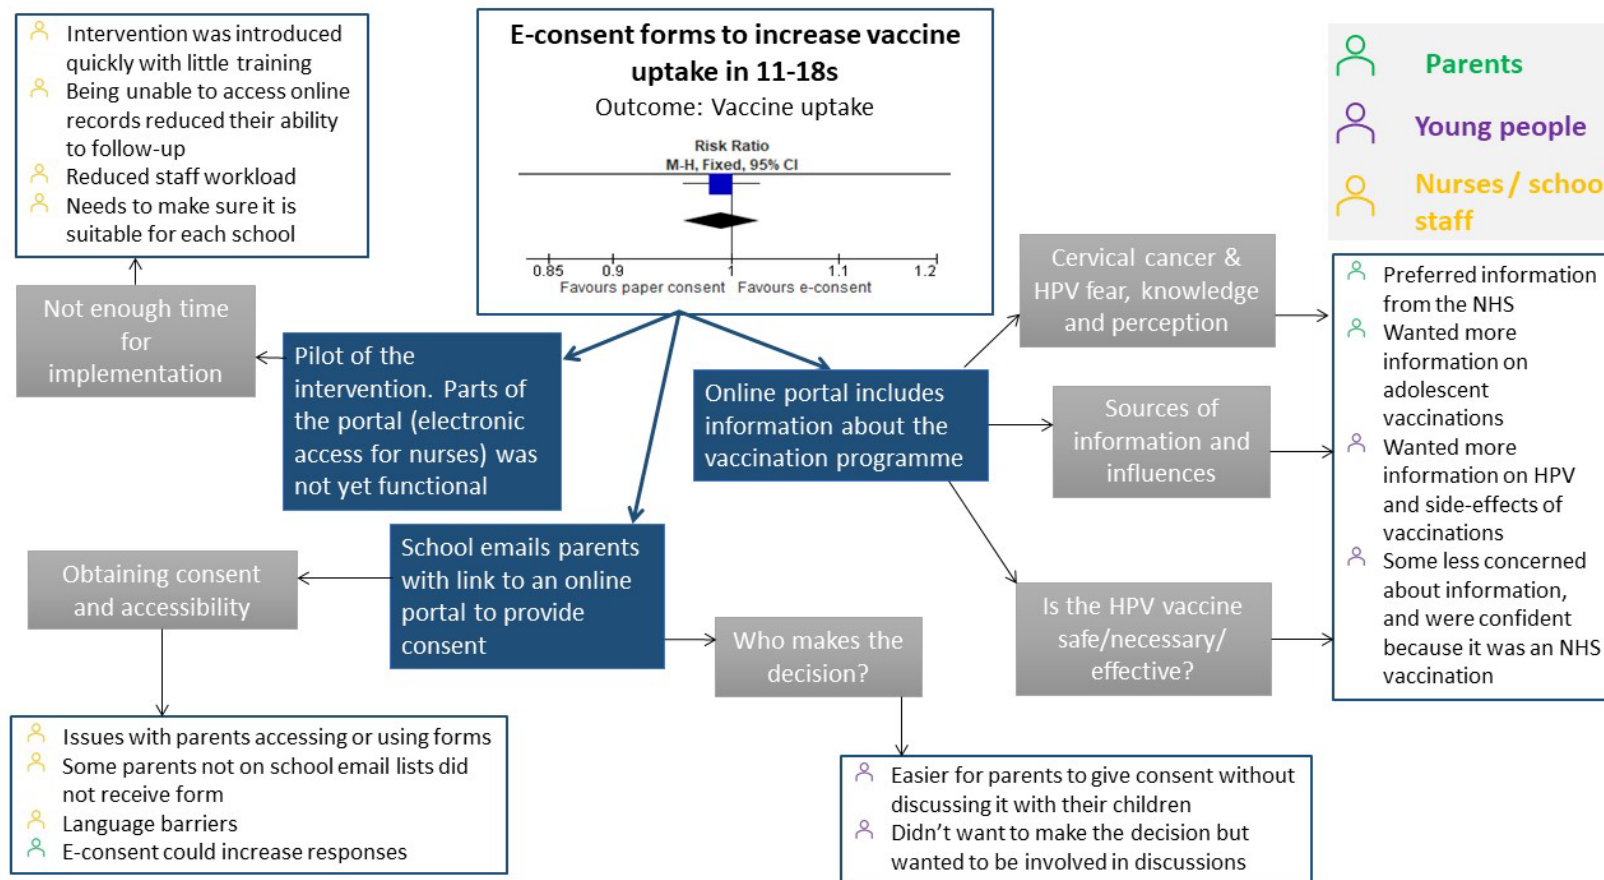 Intervention was introduced
quickly with little training
Being unable to access online
records reduced their ability
to follow-up
Reduced staff workload
Needs to make sure it is
suitable for each school
E-consent forms to increase vaccine
uptake in 11-18s
Outcome: Vaccine uptake
Risk Ratio
M-H, Fixed, 95% CI
0.85 0.9 1 1.1 1.2
Favours paper consent Favours e-consent
Parents
Young people
Nurses / schoo
staff
Not enough time
for
implementation
Pilot of the
intervention. Parts of
the portal (electronic
access for nurses) was
not yet functional
Online portal includes
information about the
vaccination programme
Cervical cancer &
HPV fear, knowledge
and perception
Sources of
information and
influences
Is the HPV vaccine
safe/necessary/
effective?
Preferred information
from the NHS
Wanted more
information on
adolescent
vaccinations
Wanted more
information on HPV
and side-effects of
vaccinations
Some less concerned
about information,
and were confident
because it was an NHS
vaccination
School emails parents
with link to an online
portal to provide
consent
Obtaining consent
and accessibility
Who makes the
decision?
Issues with parents accessing or using forms
Some parents not on school email lists did
not receive form
Language barriers
E-consent could increase responses
Easier for parents to give consent without
discussing it with their children
Didn't want to make the decision but
wanted to be involved in discussions